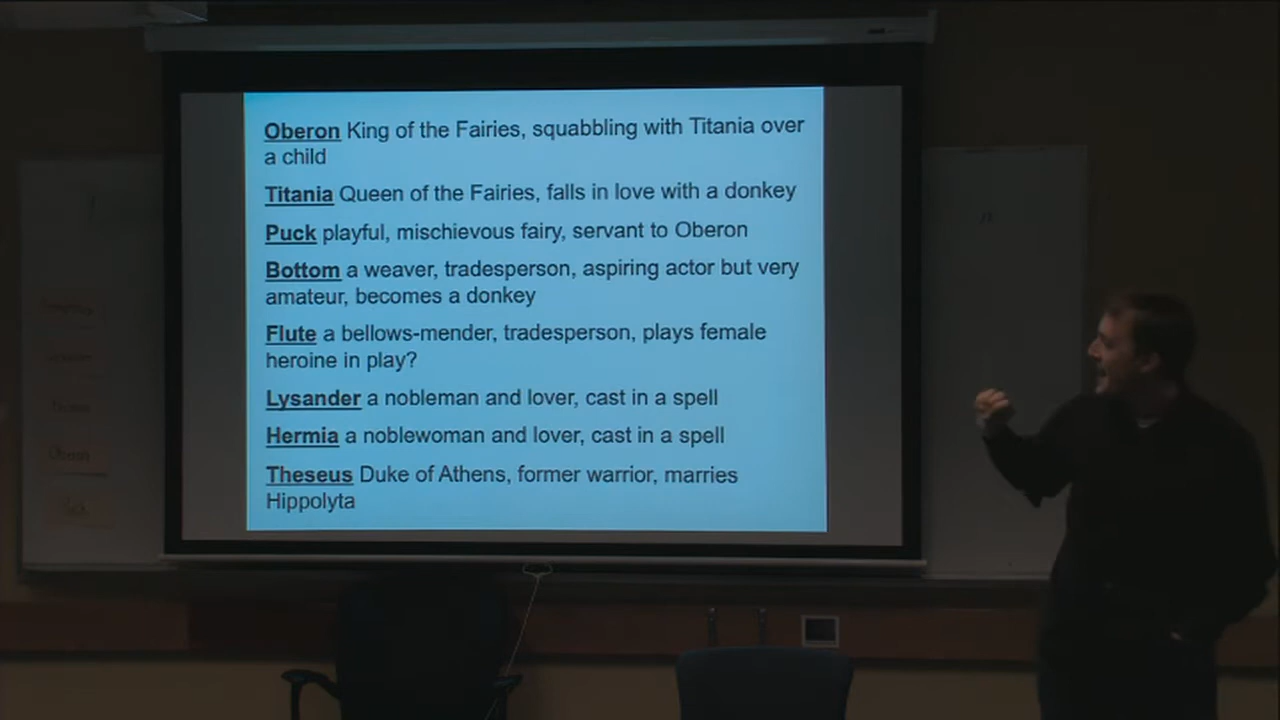 Oberon King of the Fairies, squabbling with Titania over
a child
Titania Queen of the Fairies, falls in love with a donkey
Puck playful, mischievous fairy, servant to Oberon
Bottom a weaver, tradesperson, aspiring actor but very
amateur, becomes a donkey
Flute a bellows-mender, tradesperson, plays female
heroine in play?
Lysander a nobleman and lover, cast in a spell
Hermia a noblewoman and lover, cast in a spell
Theseus Duke of Athens, former warrior, marries
Hippolyta